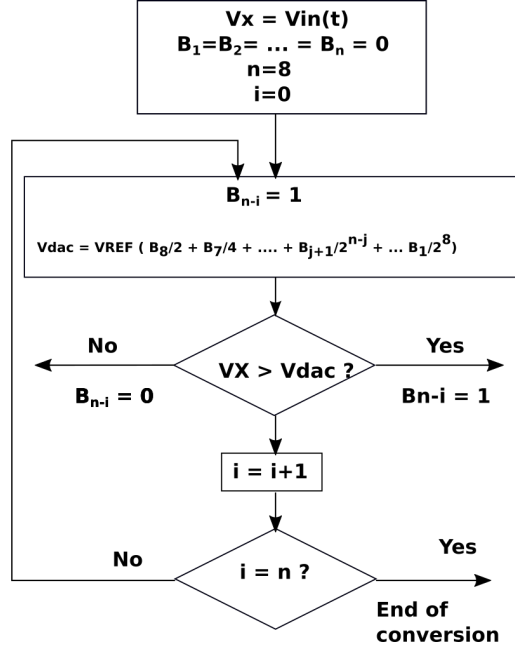 Vx = Vin(t)
B₁=B₂= ... = Bₙ = 0
n=8
i=0
Bₙ₋ᵢ = 1
Vdac = VREF ( B₈/2 + B₇/4 + .... + Bⱼ₊₁/2ⁿ⁻ʲ + ... B₁/2⁸)
No
Yes
VX > Vdac ?
Bₙ₋ᵢ = 0
Bn-i = 1
i = i+1
No
Yes
i = n ?
End of
conversion